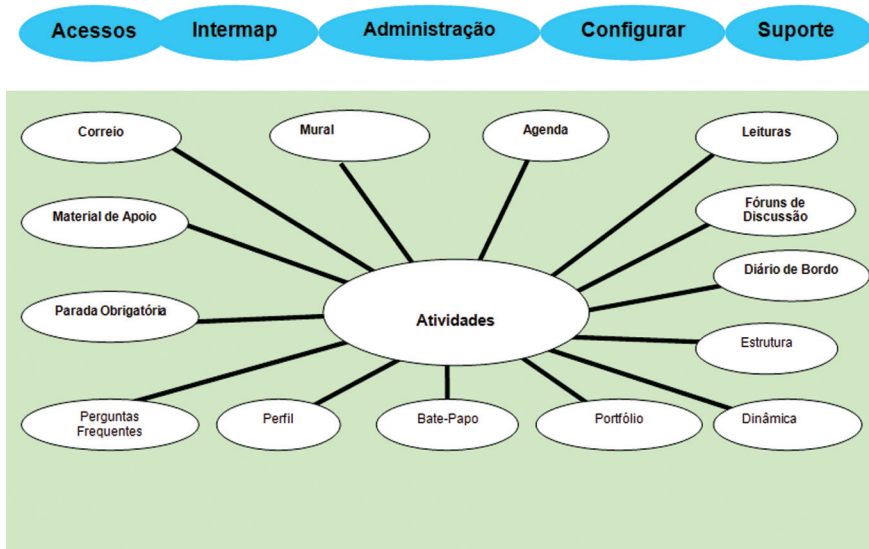 Acessos
Intermap
Administração
Configurar
Suporte
Correio
Mural
Agenda
Leituras
Material de Apoio
Fóruns de
Discussão
Diário de Bordo
Parada Obrigatória
Atividades
Estrutura
Perguntas
Frequentes
Perfil
Bate-Papo
Portfólio
Dinâmica